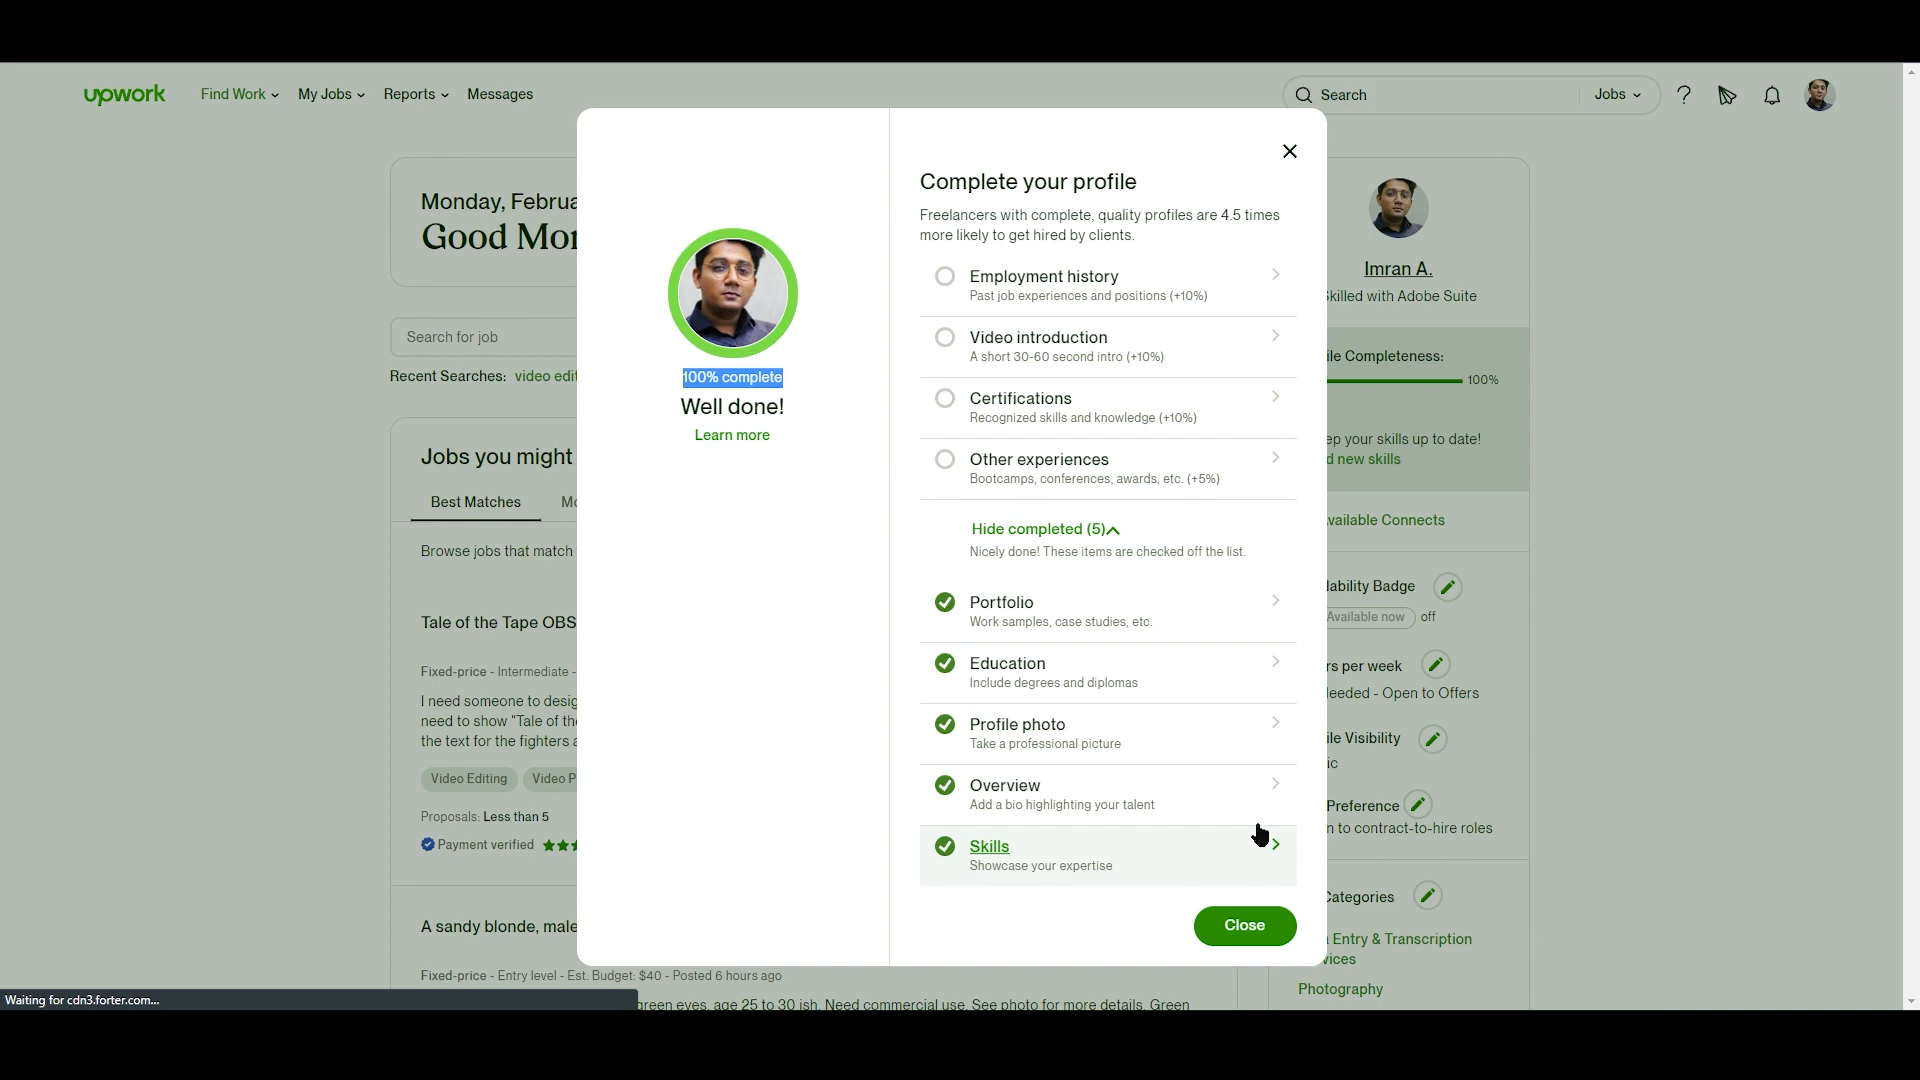 upwork
Find Work
My Jobs
Reports
Messages
Search
Jobs
Monday, Februa
Good Mor
Search for job
Recent Searches: video edit
Jobs you might
Best Matches
Mo
Browse jobs that match
Tale of the Tape OBS
Fixed-price - Intermediate -
I need someone to desig
need to show "Tale of the
the text for the fighters a
Video Editing
Video P
Proposals: Less than 5
Payment verified
A sandy blonde, male
Fixed-price - Entry level - Est. Budget: $40 - Posted 6 hours ago
green eyes, age 25 to 30 ish. Need commercial use. See photo for more details. Green
Waiting for cdn3.forter.com...
100% complete
Well done!
Learn more
Complete your profile
Freelancers with complete, quality profiles are 4.5 times
more likely to get hired by clients.
Employment history
Past job experiences and positions (+10%)
Video introduction
A short 30-60 second intro (+10%)
Certifications
Recognized skills and knowledge (+10%)
Other experiences
Bootcamps, conferences, awards, etc. (+5%)
Hide completed (5)
Nicely done! These items are checked off the list.
Portfolio
Work samples, case studies, etc.
Education
Include degrees and diplomas
Profile photo
Take a professional picture
Overview
Add a bio highlighting your talent
Skills
Showcase your expertise
Close
Imran A.
Skilled with Adobe Suite
ile Completeness:
100%
ep your skills up to date!
d new skills
vailable Connects
lability Badge
Available now
off
rs per week
leeded - Open to Offers
ile Visibility
ic
Preference
n to contract-to-hire roles
Categories
Entry & Transcription
vices
Photography